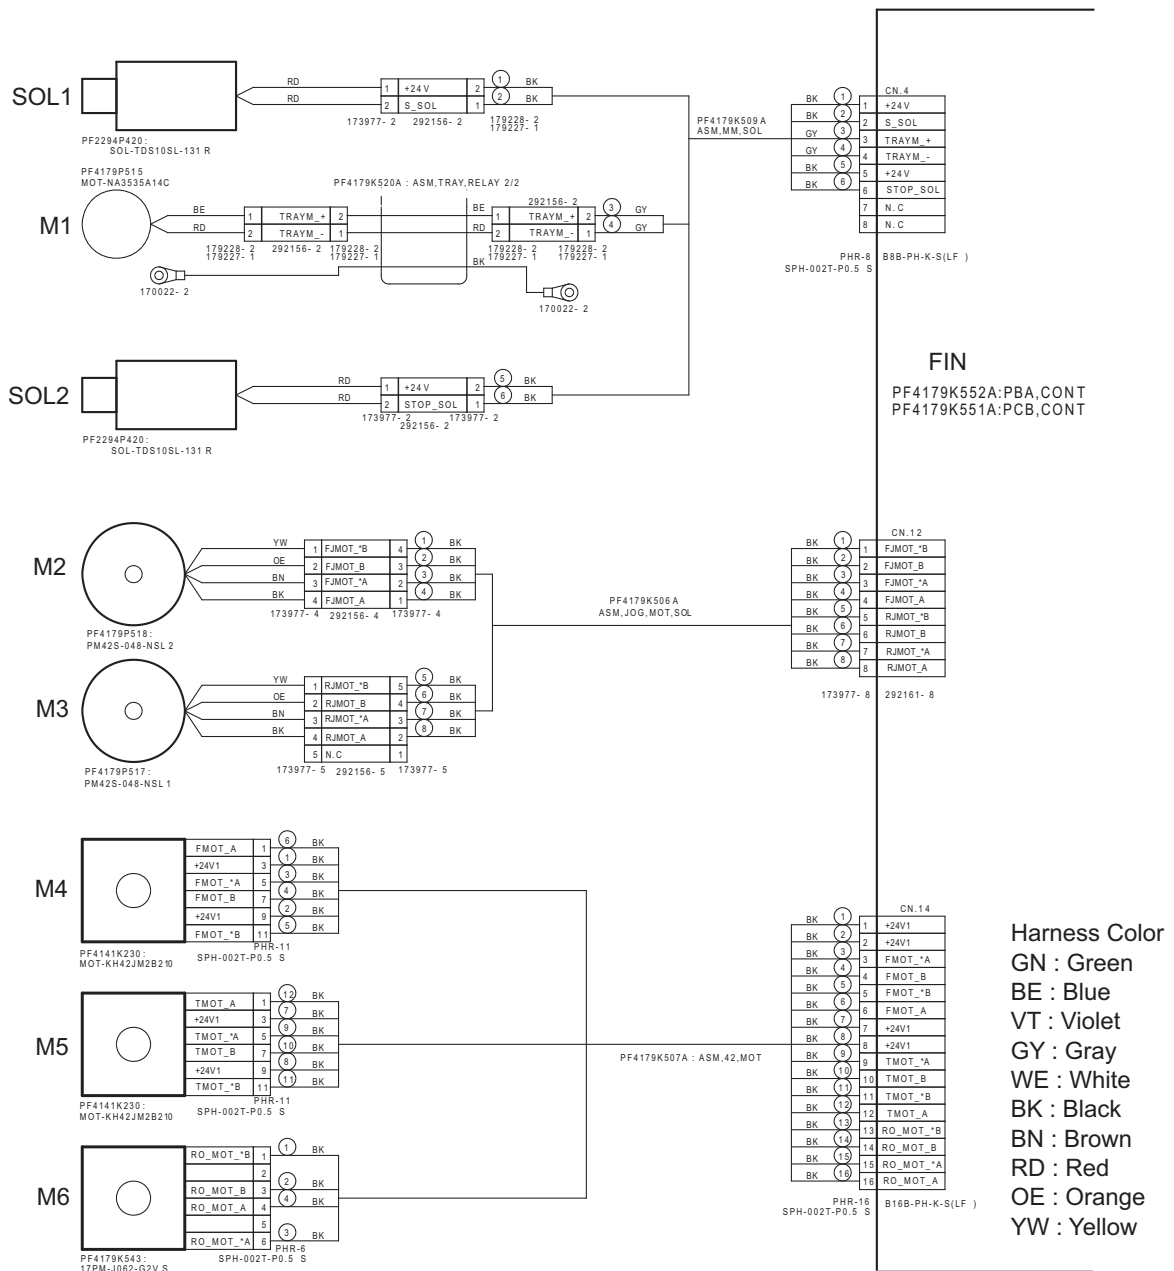 SOL1
RD
RD
1 +24V 2
2 S_SOL 1
1 BK
2 BK
173977-2 292156-2 179228-2
179227-1
PF2294P420:
SOL-TDS10SL-131R
PF4179K509A
ASM,MM,SOL
BK 1
BK 2
GY 3
GY 4
BK 5
BK 6
CN.4
1 +24V
2 S_SOL
3 TRAYM_+
4 TRAYM_-
5 +24V
6 STOP_SOL
7 N.C
8 N.C
PHR-8 B8B-PH-K-S(LF )
SPH-002T-P0.5 S
PF4179P515
MOT-NA3535A14C
M1
PF4179K520A : ASM,TRAY,RELAY 2/2
BE
RD
1 TRAYM_+ 2
2 TRAYM_- 1
179228-2 292156-2 179228-2
179227-1 179227-1
BE
RD
BK
292156-2
1 TRAYM_+ 2
2 TRAYM_- 1
3 GY
4 GY
179228-2 179228-2
179227-1 179227-1
170022-2
170022-2
SOL2
RD
RD
1 +24V 2
2 STOP_SOL 1
5 BK
6 BK
173977-2 173977-2
292156-2
PF2294P420:
SOL-TDS10SL-131R
FIN
PF4179K552A:PBA,CONT
PF4179K551A:PCB,CONT
M2
YW 1 FJMOT_*B 4 1 BK
OE 2 FJMOT_B 3 2 BK
BN 3 FJMOT_*A 2 3 BK
BK 4 FJMOT_A 1 4 BK
173977-4 292156-4 173977-4
PF4179P518:
PM42S-048-NSL2
PF4179K506A
ASM,JOG,MOT,SOL
CN.12
BK 1 1 FJMOT_*B
BK 2 2 FJMOT_B
BK 3 3 FJMOT_*A
BK 4 4 FJMOT_A
BK 5 5 RJMOT_*B
BK 6 6 RJMOT_B
BK 7 7 RJMOT_*A
BK 8 8 RJMOT_A
173977-8 292161-8
M3
YW 1 RJMOT_*B 5 5 BK
OE 2 RJMOT_B 4 6 BK
BN 3 RJMOT_*A 3 7 BK
BK 4 RJMOT_A 2 8 BK
5 N.C 1
173977-5 292156-5 173977-5
PF4179P517:
PM42S-048-NSL1
M4
FMOT_A 1 6 BK
+24V1 3 1 BK
FMOT_*A 5 3 BK
FMOT_B 7 4 BK
+24V1 9 2 BK
FMOT_*B 11 5 BK
PHR-11
SPH-002T-P0.5 S
PF4141K230:
MOT-KH42JM2B210
M5
TMOT_A 1 12 BK
+24V1 3 7 BK
TMOT_*A 5 9 BK
TMOT_B 7 10 BK
+24V1 9 8 BK
TMOT_*B 11 11 BK
PHR-11
SPH-002T-P0.5 S
PF4141K230:
MOT-KH42JM2B210
PF4179K507A : ASM,42,MOT
M6
RO_MOT_*B 1 1 BK
2
RO_MOT_B 3 2 BK
RO_MOT_A 4 4 BK
5
RO_MOT_*A 6 3 BK
PHR-6
SPH-002T-P0.5 S
PF4179K543:
17PM-J062-G2V S
CN.14
BK 1 1 +24V1
BK 2 2 +24V1
BK 3 3 FMOT_*A
BK 4 4 FMOT_B
BK 5 5 FMOT_*B
BK 6 6 FMOT_A
BK 7 7 +24V1
BK 8 8 +24V1
BK 9 9 TMOT_*A
BK 10 10 TMOT_B
BK 11 11 TMOT_*B
BK 12 12 TMOT_A
BK 13 13 RO_MOT_*B
BK 14 14 RO_MOT_B
BK 15 15 RO_MOT_*A
BK 16 16 RO_MOT_A
PHR-16 B16B-PH-K-S(LF )
SPH-002T-P0.5 S
Harness Color
GN : Green
BE : Blue
VT : Violet
GY : Gray
WE : White
BK : Black
BN : Brown
RD : Red
OE : Orange
YW : Yellow